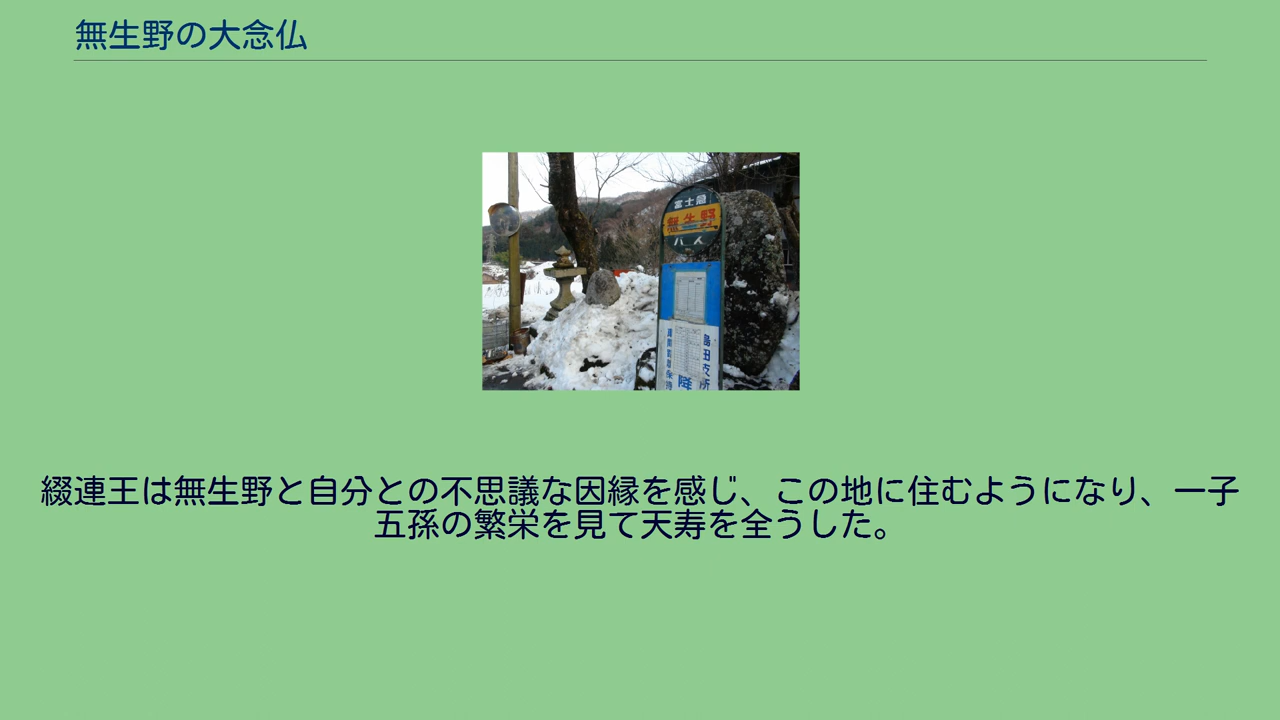 無生野の大念仏
富士急
無生野
バス
島田支所
降
綴連王は無生野と自分との不思議な因縁を感じ、この地に住むようになり、一子
五孫の繁栄を見て天寿を全うした。